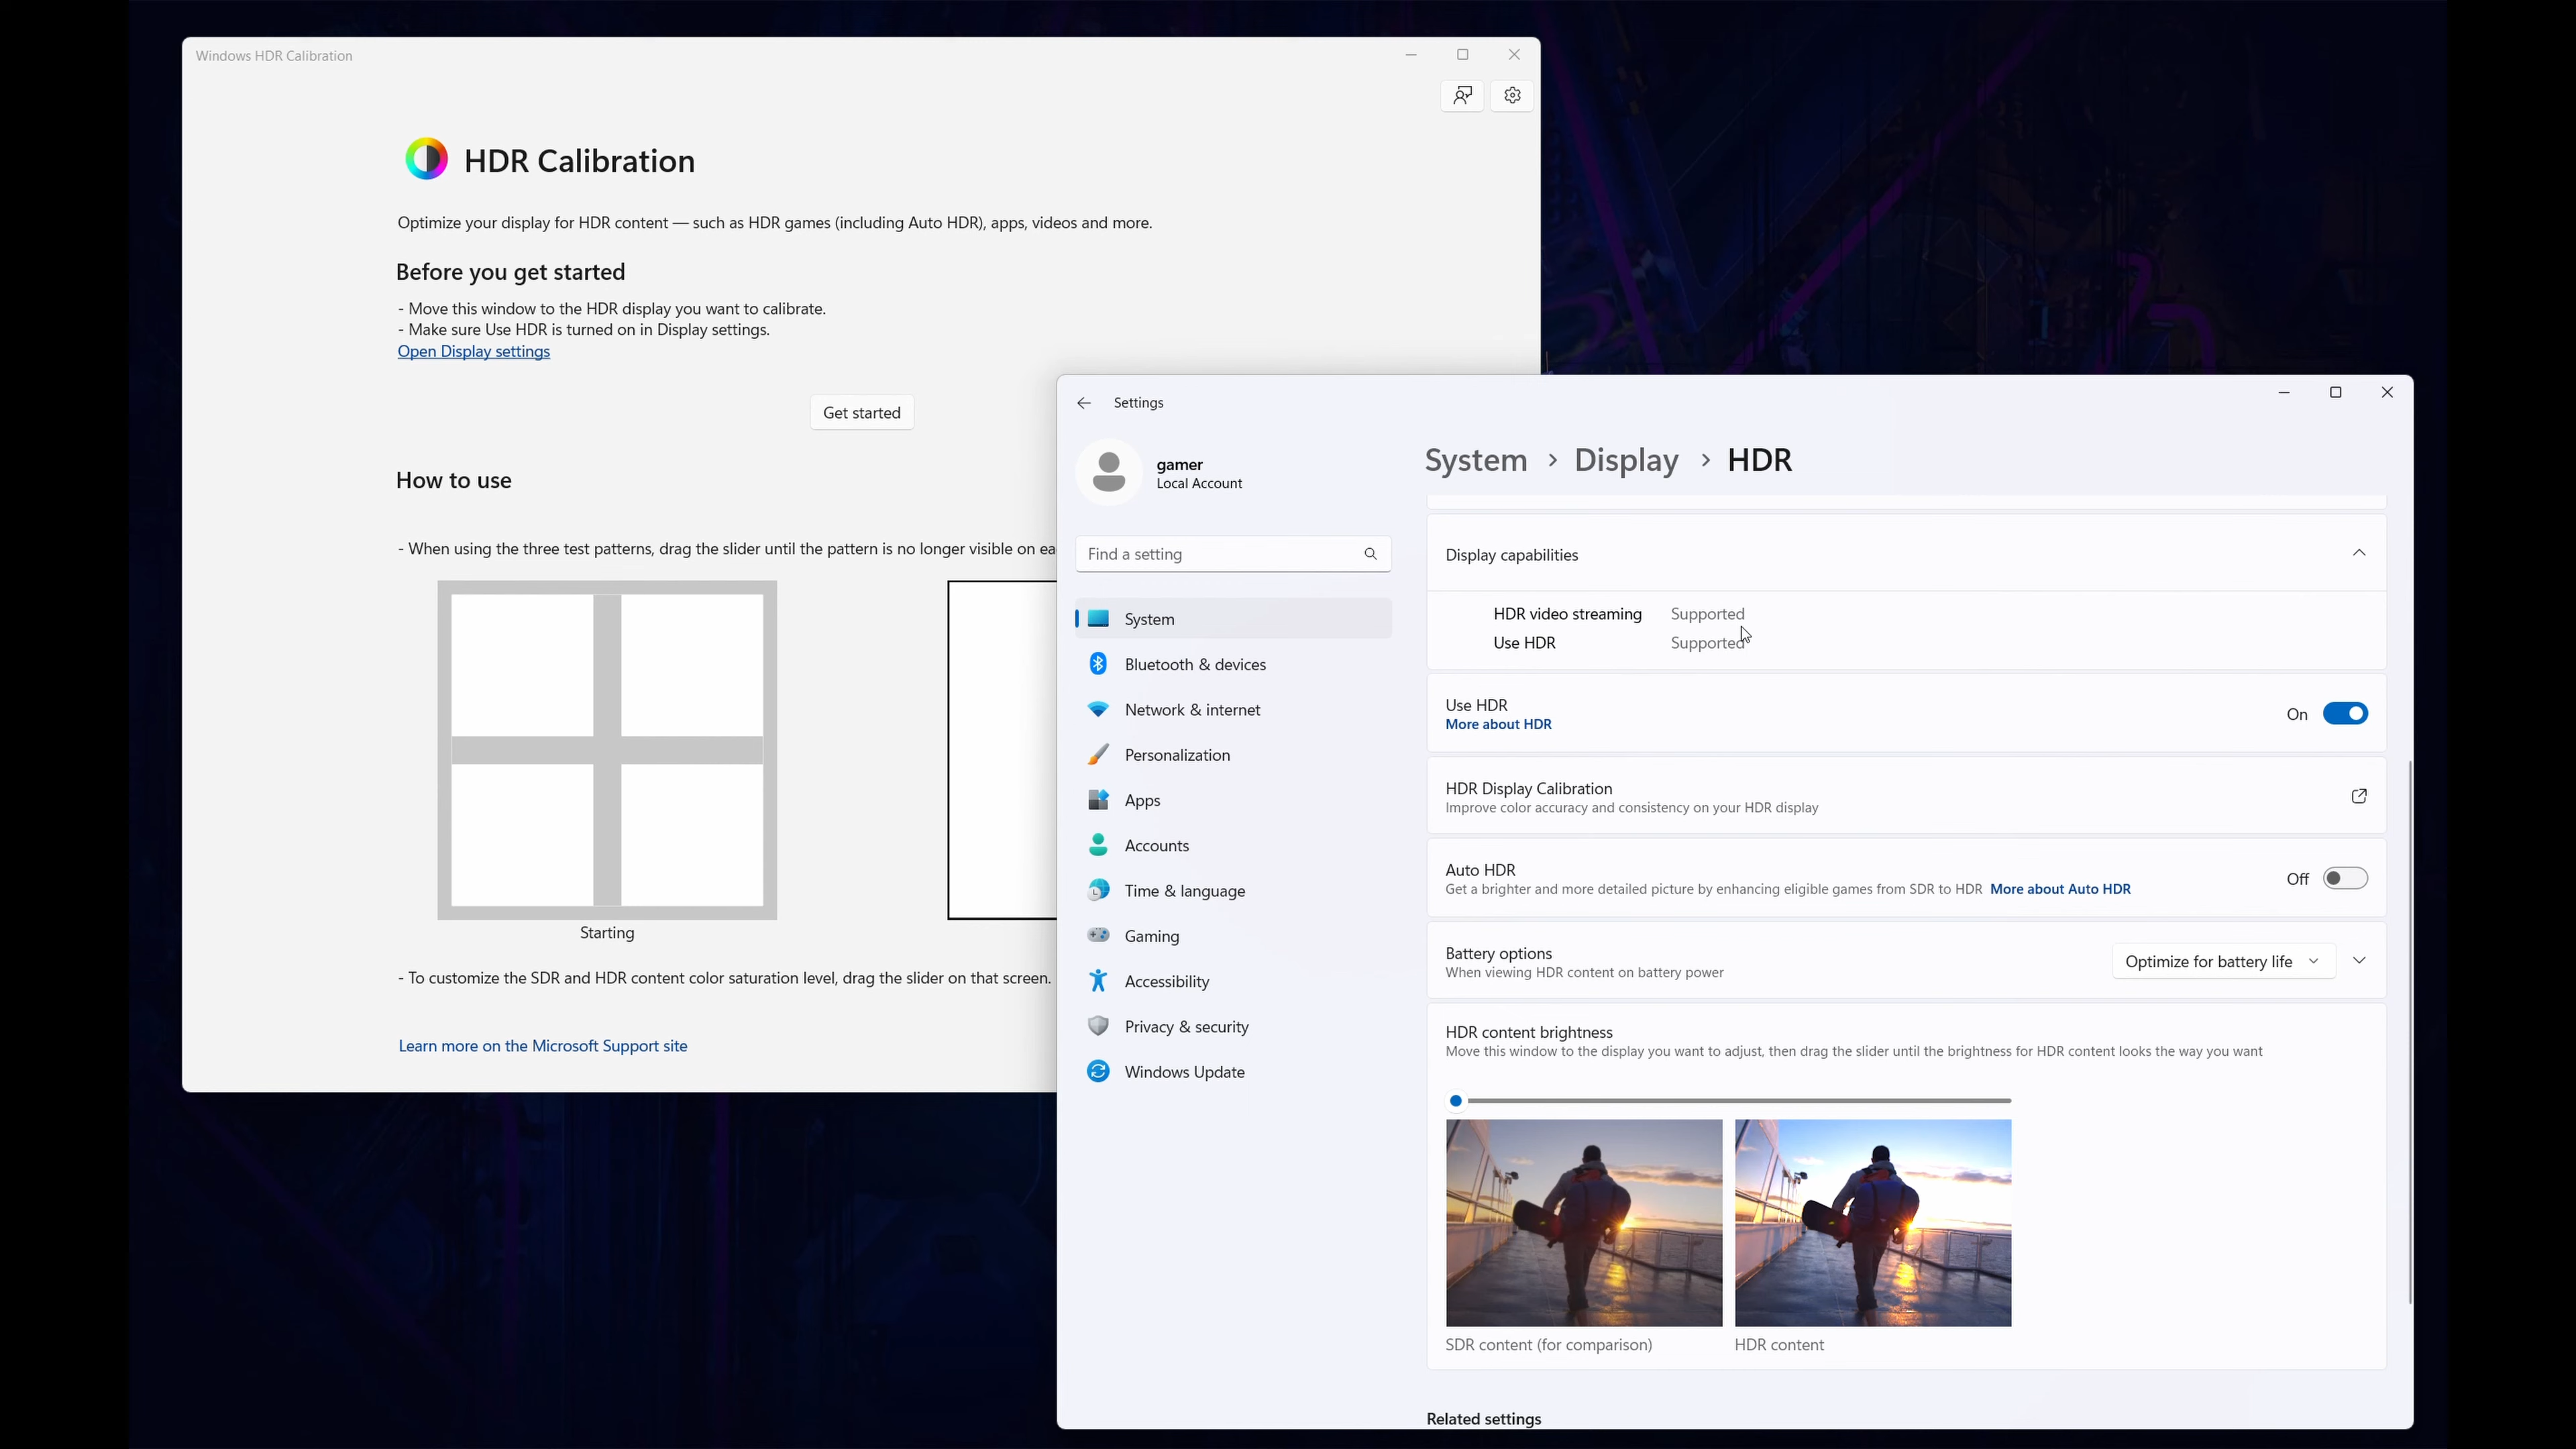 Windows HDR Calibration
HDR Calibration
Optimize your display for HDR content — such as HDR games (including Auto HDR), apps, videos and more.
Before you get started
- Move this window to the HDR display you want to calibrate.
- Make sure Use HDR is turned on in Display settings.
Open Display settings
Get started
How to use
- When using the three test patterns, drag the slider until the pattern is no longer visible on ea
Starting
- To customize the SDR and HDR content color saturation level, drag the slider on that screen.
Learn more on the Microsoft Support site
Settings
gamer
Local Account
Find a setting
System
Bluetooth & devices
Network & internet
Personalization
Apps
Accounts
Time & language
Gaming
Accessibility
Privacy & security
Windows Update
System > Display > HDR
Display capabilities
HDR video streaming Supported
Use HDR Supported
Use HDR
More about HDR
On
HDR Display Calibration
Improve color accuracy and consistency on your HDR display
Auto HDR
Get a brighter and more detailed picture by enhancing eligible games from SDR to HDR More about Auto HDR
Off
Battery options
When viewing HDR content on battery power
Optimize for battery life
HDR content brightness
Move this window to the display you want to adjust, then drag the slider until the brightness for HDR content looks the way you want
SDR content (for comparison)
HDR content
Related settings